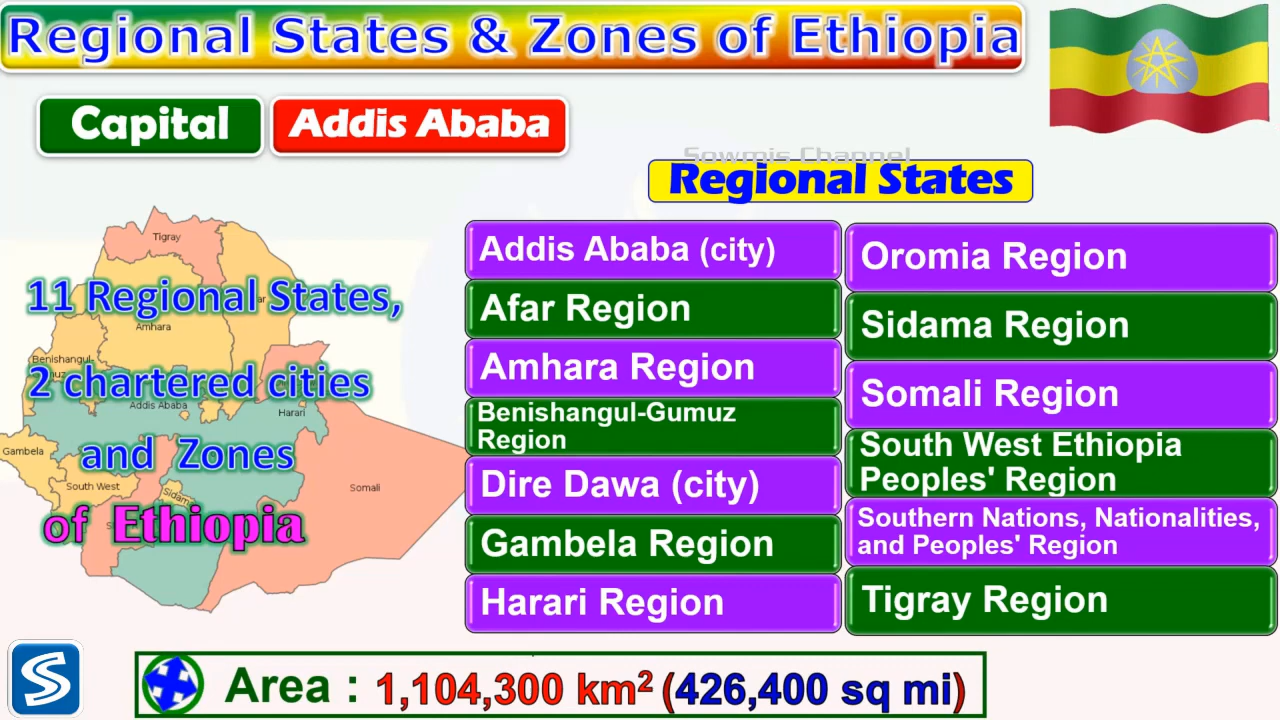 Regional States & Zones of Ethiopia
Capital
Addis Ababa
Sowmis Channel
Regional States
Tigray
11 Regional States,
Amhara
Benishangul-
2 chartered cities
Addis Ababa
Harari
and Zones
Gambela
South West
Sidama
Somali
of Ethiopia
Addis Ababa (city)
Afar Region
Amhara Region
Benishangul-Gumuz
Region
Dire Dawa (city)
Gambela Region
Harari Region
Oromia Region
Sidama Region
Somali Region
South West Ethiopia
Peoples' Region
Southern Nations, Nationalities,
and Peoples' Region
Tigray Region
S
Area : 1,104,300 km² (426,400 sq mi)